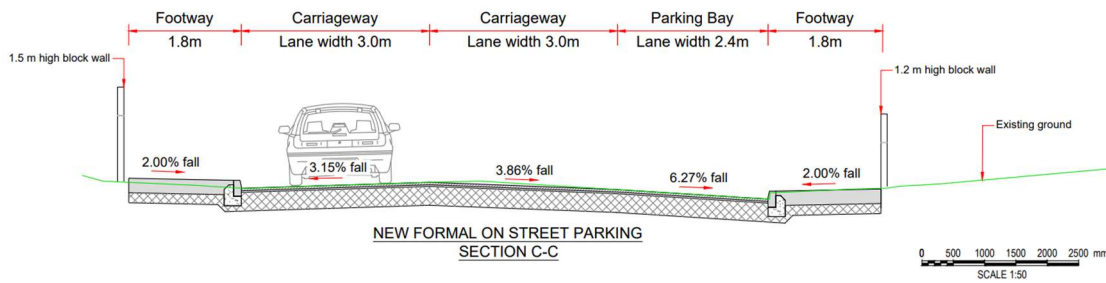 Footway
Carriageway
Carriageway
Parking Bay
Footway
1.8m
Lane width 3.0m
Lane width 3.0m
Lane width 2.4m
1.8m
1.5 m high block wall
1.2 m high block wall
Existing ground
2.00% fall
3.15% fall
3.86% fall
6.27% fall
2.00% fall
NEW FORMAL ON STREET PARKING
SECTION C-C
0 500 1000 1500 2000 2500 mm
SCALE 1:50